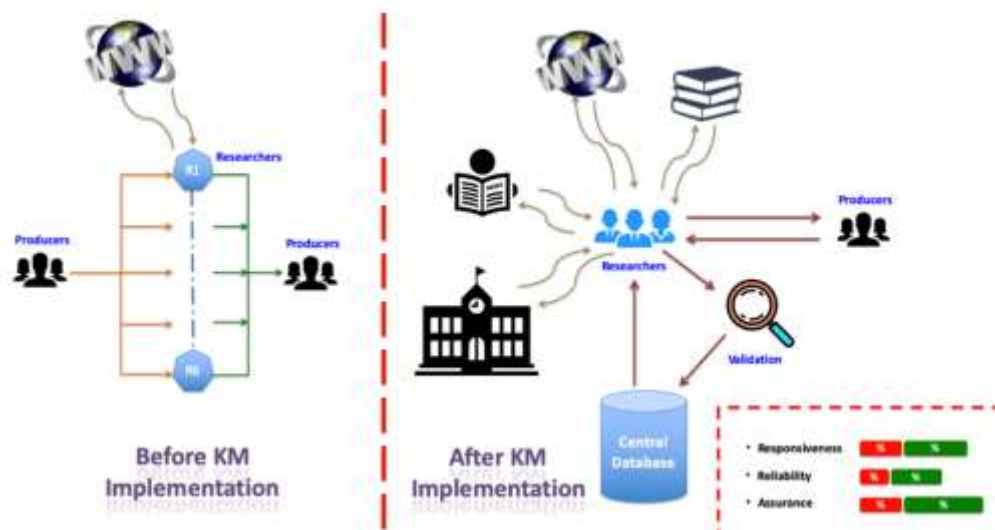 WWW
R1
Researchers
Producers
Producers
R6
Before KM
Implementation
WWW
NEWS
Producers
Researchers
Validation
Central
Database
After KM
Implementation
• Responsiveness % %
• Reliability % %
• Assurance % %